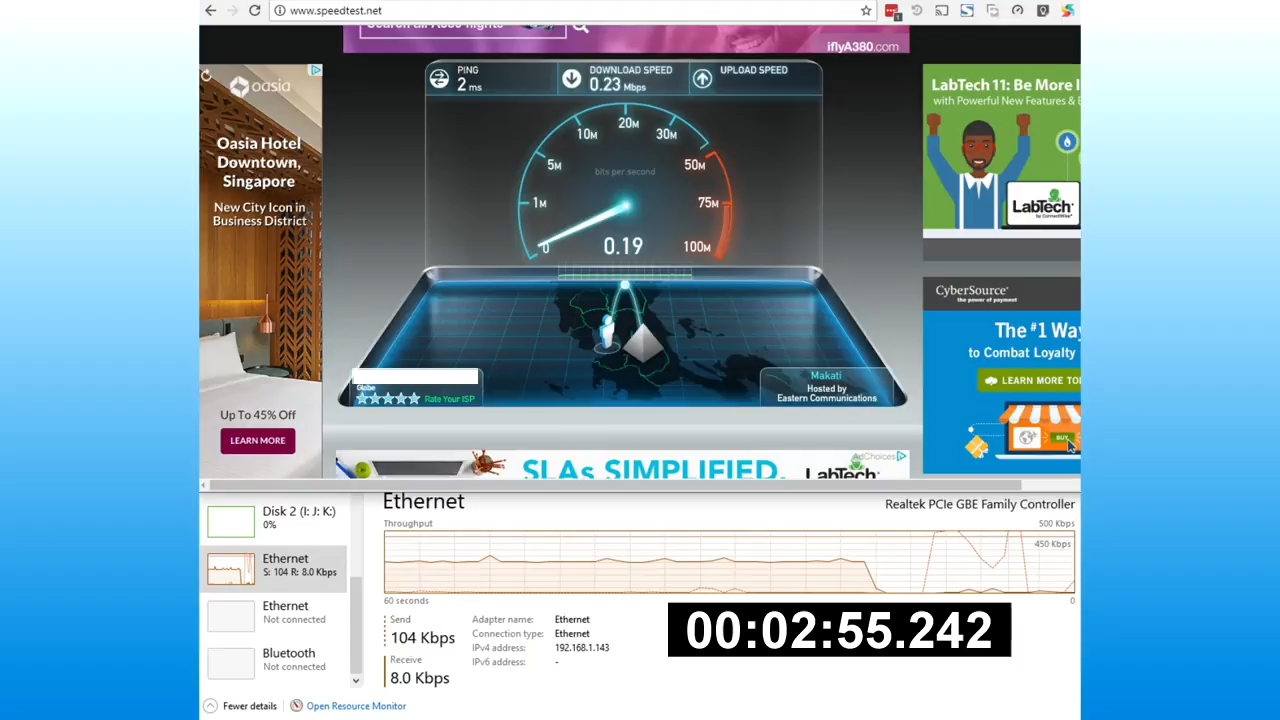 www.speedtest.net
iflyA380.com
oasia
Oasia Hotel
Downtown,
Singapore
New City Icon in
Business District
Up To 45% Off
LEARN MORE
PING
2 ms
DOWNLOAD SPEED
0.23 Mbps
UPLOAD SPEED
20M
10M
30M
5M
50M
bits per second
1M
75M
0
0.19
100M
Globe
Rate Your ISP
Makati
Hosted by
Eastern Communications
LabTech 11: Be More I
with Powerful New Features &
LabTech
by ConnectWise
CyberSource
the power of payment
The #1 Wa
to Combat Loyalty
LEARN MORE TO
BUY
AdChoices
SLAs SIMPLIFIED.
LabTech
Disk 2 (I: J: K:)
0%
Ethernet
S: 104 R: 8.0 Kbps
Ethernet
Not connected
Bluetooth
Not connected
Ethernet
Realtek PCIe GBE Family Controller
Throughput
500 Kbps
450 Kbps
60 seconds
0
Send
104 Kbps
Receive
8.0 Kbps
Adapter name: Ethernet
Connection type: Ethernet
IPv4 address: 192.168.1.143
IPv6 address: -
00:02:55.242
Fewer details
Open Resource Monitor